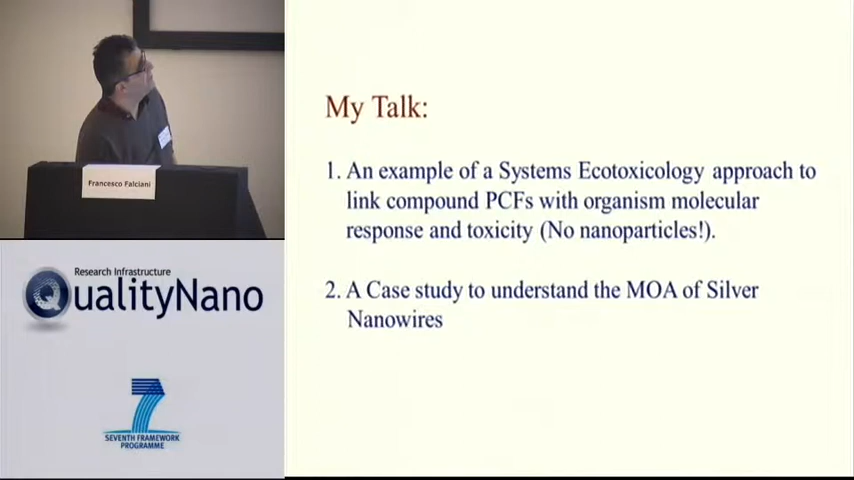 Francesco Falciani
Research Infrastructure
QualityNano
7
SEVENTH FRAMEWORK
PROGRAMME
My Talk:
1. An example of a Systems Ecotoxicology approach to
link compound PCFs with organism molecular
response and toxicity (No nanoparticles!).
2. A Case study to understand the MOA of Silver
Nanowires